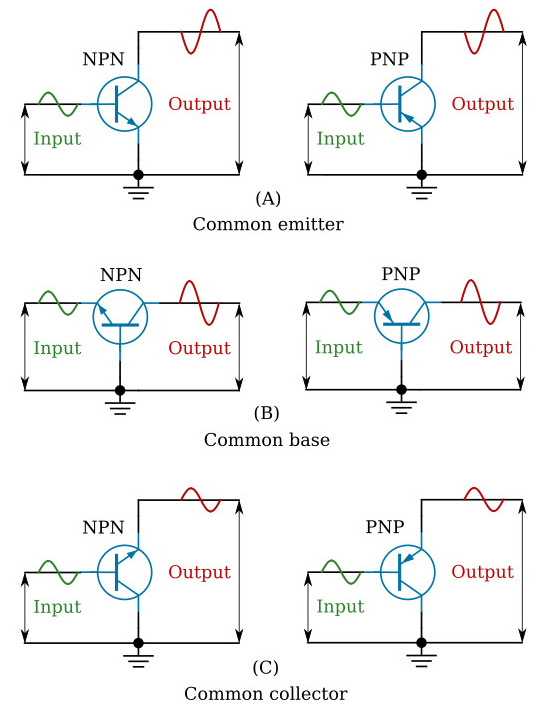 NPN
PNP
Output
Output
Input
Input
(A)
Common emitter
NPN
PNP
Input
Output
Input
Output
(B)
Common base
NPN
PNP
Output
Output
Input
Input
(C)
Common collector